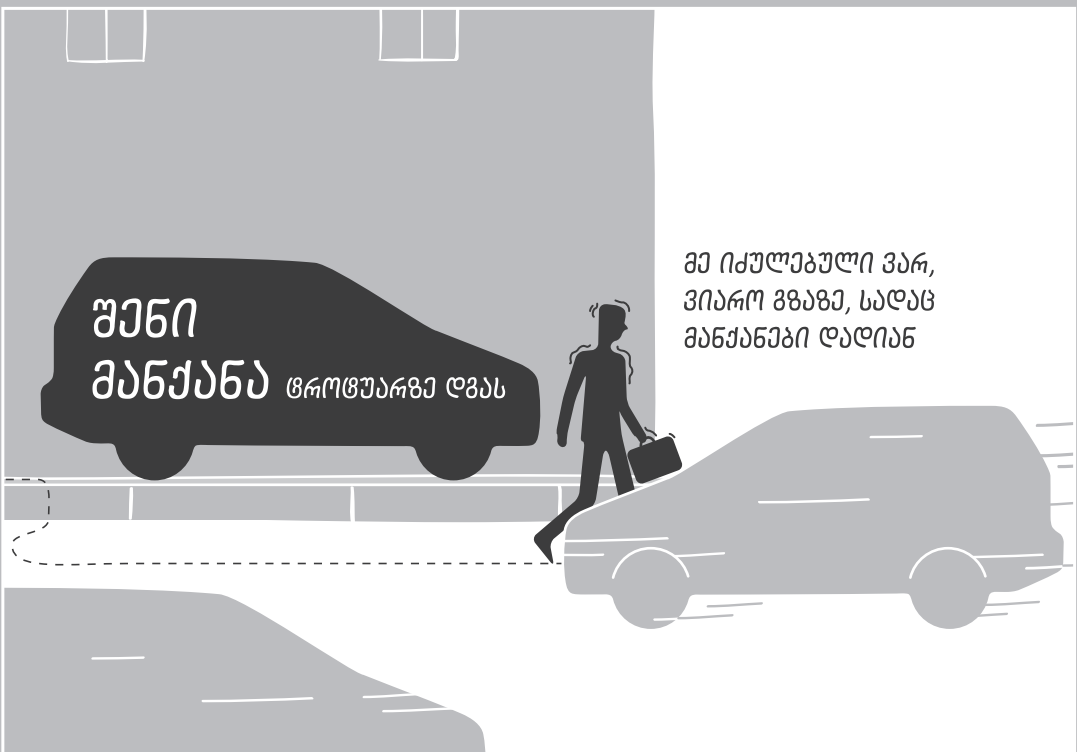 შენი
მანქანა ტროტუარზე დგას
მე იძულებული ვარ,
ვიარო გზაზე, სადაც
მანქანები დადიან